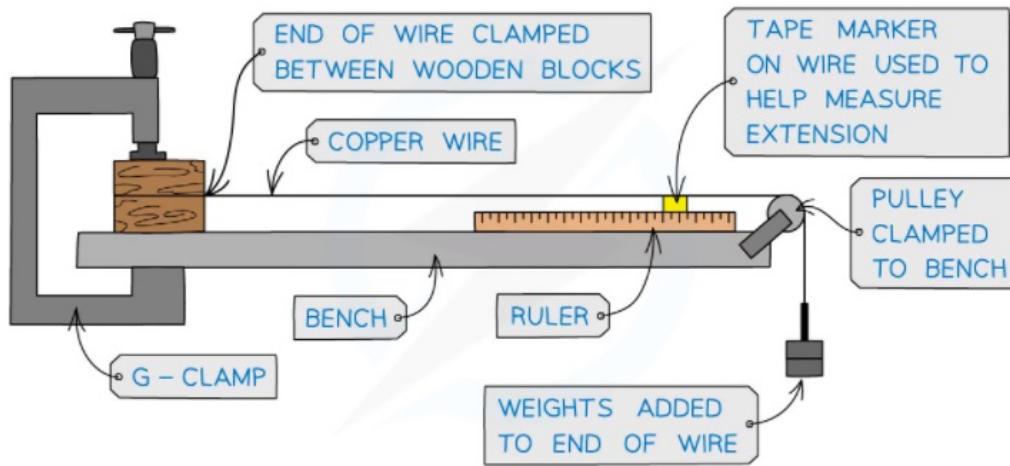 END OF WIRE CLAMPED
BETWEEN WOODEN BLOCKS
TAPE MARKER
ON WIRE USED TO
HELP MEASURE
EXTENSION
COPPER WIRE
PULLEY
CLAMPED
TO BENCH
BENCH
RULER
G-CLAMP
WEIGHTS ADDED
TO END OF WIRE